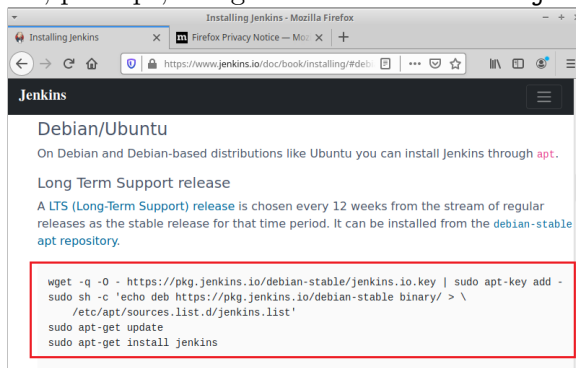 Installing Jenkins - Mozilla Firefox
Installing Jenkins
Firefox Privacy Notice — Moz
https://www.jenkins.io/doc/book/installing/#deb
Jenkins
Debian/Ubuntu
On Debian and Debian-based distributions like Ubuntu you can install Jenkins through apt.
Long Term Support release
A LTS (Long-Term Support) release is chosen every 12 weeks from the stream of regular
releases as the stable release for that time period. It can be installed from the debian-stable
apt repository.
wget -q -O - https://pkg.jenkins.io/debian-stable/jenkins.io.key | sudo apt-key add -
sudo sh -c 'echo deb https://pkg.jenkins.io/debian-stable binary/ > \
/etc/apt/sources.list.d/jenkins.list'
sudo apt-get update
sudo apt-get install jenkins